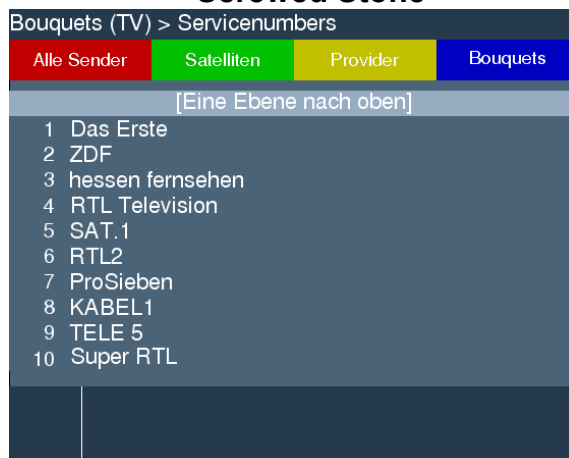 Bouquets (TV) > Servicenumbers
Alle Sender Satelliten Provider Bouquets
[Eine Ebene nach oben]
1 Das Erste
2 ZDF
3 hessen fernsehen
4 RTL Television
5 SAT.1
6 RTL2
7 ProSieben
8 KABEL1
9 TELE 5
10 Super RTL